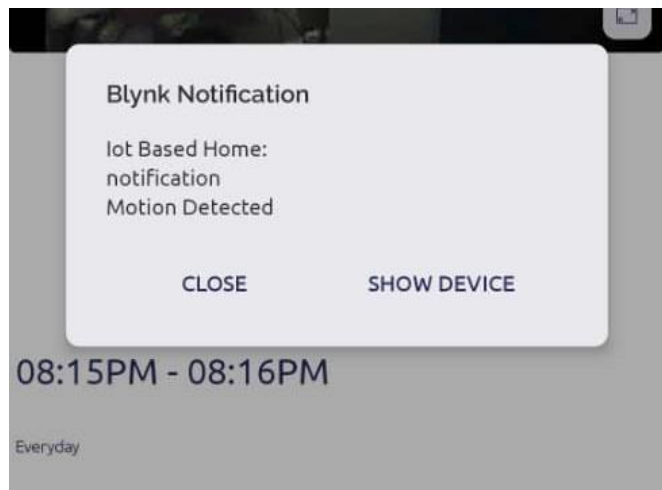 Blynk Notification
Iot Based Home:
notification
Motion Detected
CLOSE SHOW DEVICE
08:15PM - 08:16PM
Everyday